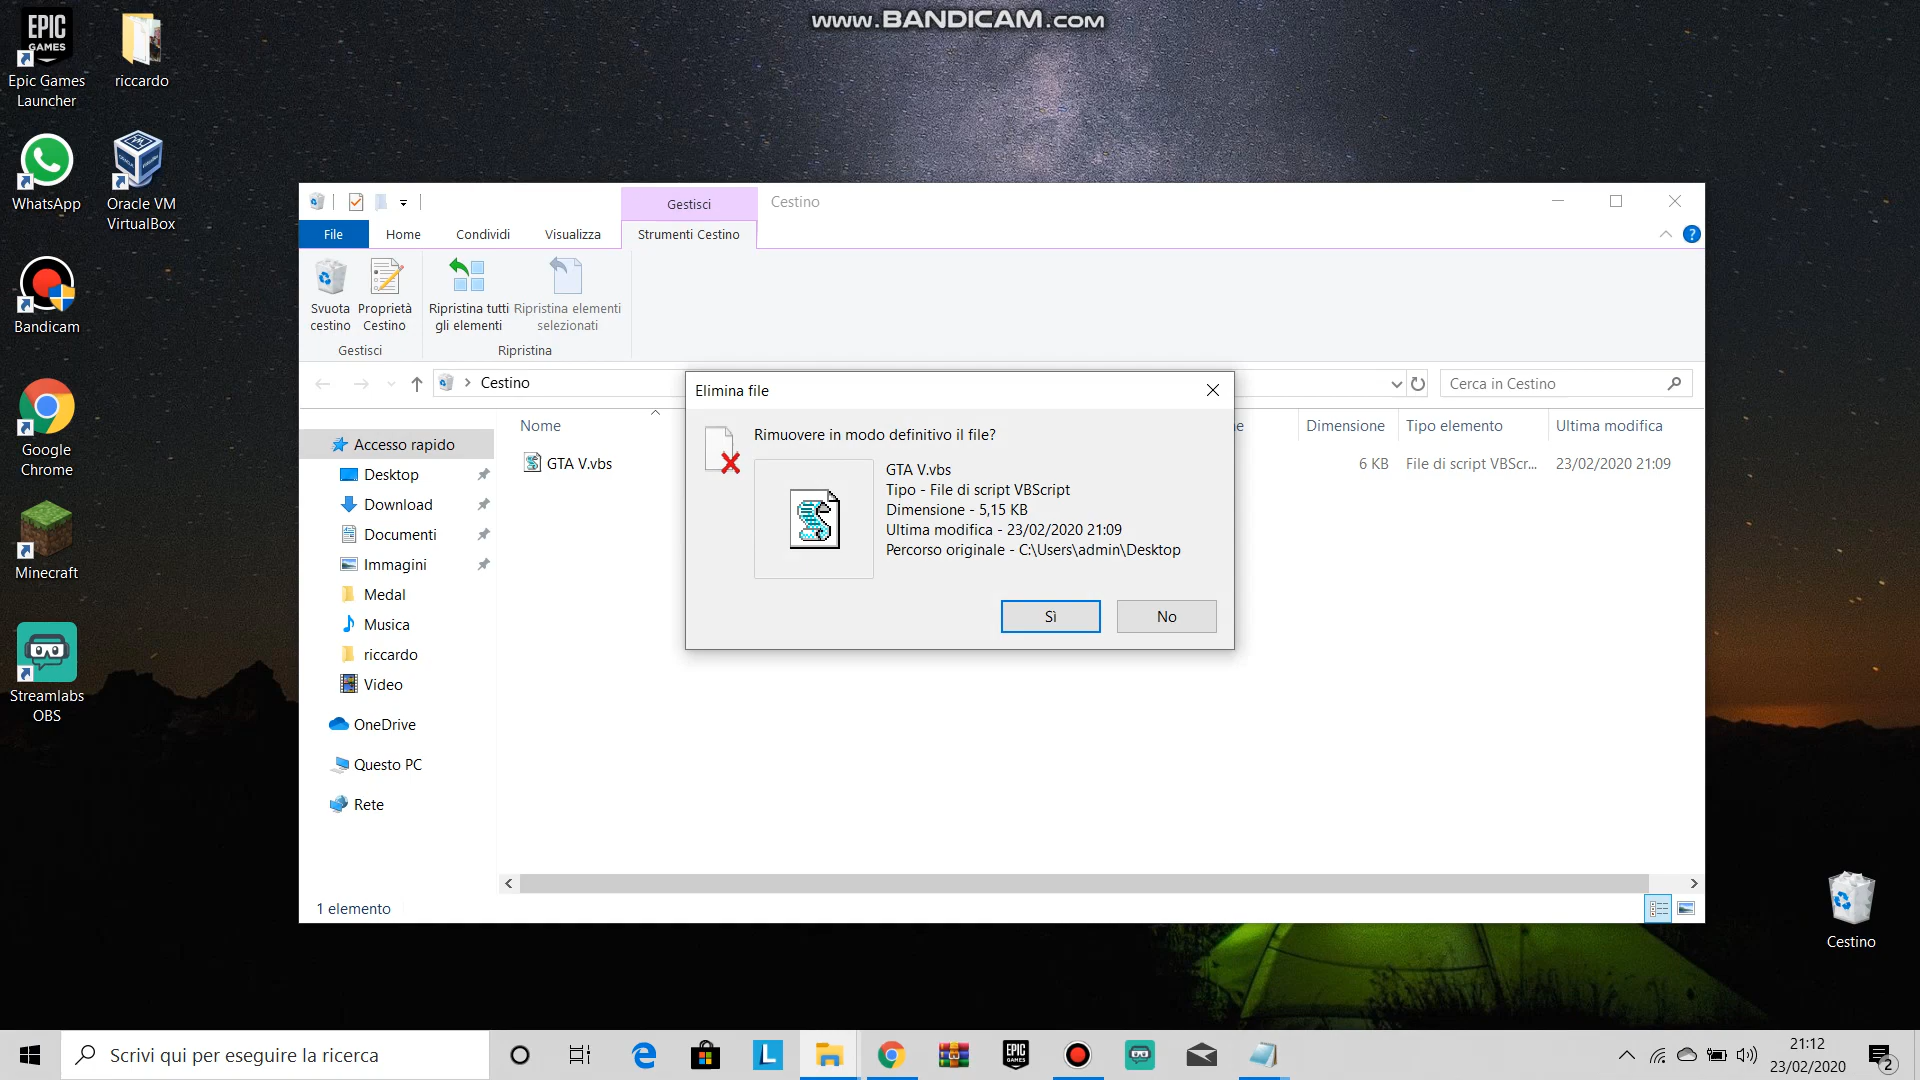 www.BANDICAM.com
EPIC GAMES
Epic Games Launcher
riccardo
WhatsApp
Oracle VM VirtualBox
Bandicam
Google Chrome
Minecraft
Streamlabs OBS
Gestisci
Cestino
File
Home
Condividi
Visualizza
Strumenti Cestino
?
Svuota cestino
Proprietà Cestino
Ripristina tutti gli elementi
Ripristina elementi selezionati
Gestisci
Ripristina
Cestino
Cerca in Cestino
Nome
Dimensione
Tipo elemento
Ultima modifica
GTA V.vbs
6 KB
File di script VBScr...
23/02/2020 21:09
Accesso rapido
Desktop
Download
Documenti
Immagini
Medal
Musica
riccardo
Video
OneDrive
Questo PC
Rete
1 elemento
Elimina file
Rimuovere in modo definitivo il file?
GTA V.vbs
Tipo - File di script VBScript
Dimensione - 5,15 KB
Ultima modifica - 23/02/2020 21:09
Percorso originale - C:\Users\admin\Desktop
Sì
No
Cestino
Scrivi qui per eseguire la ricerca
L
EPIC GAMES
21:12
23/02/2020
2